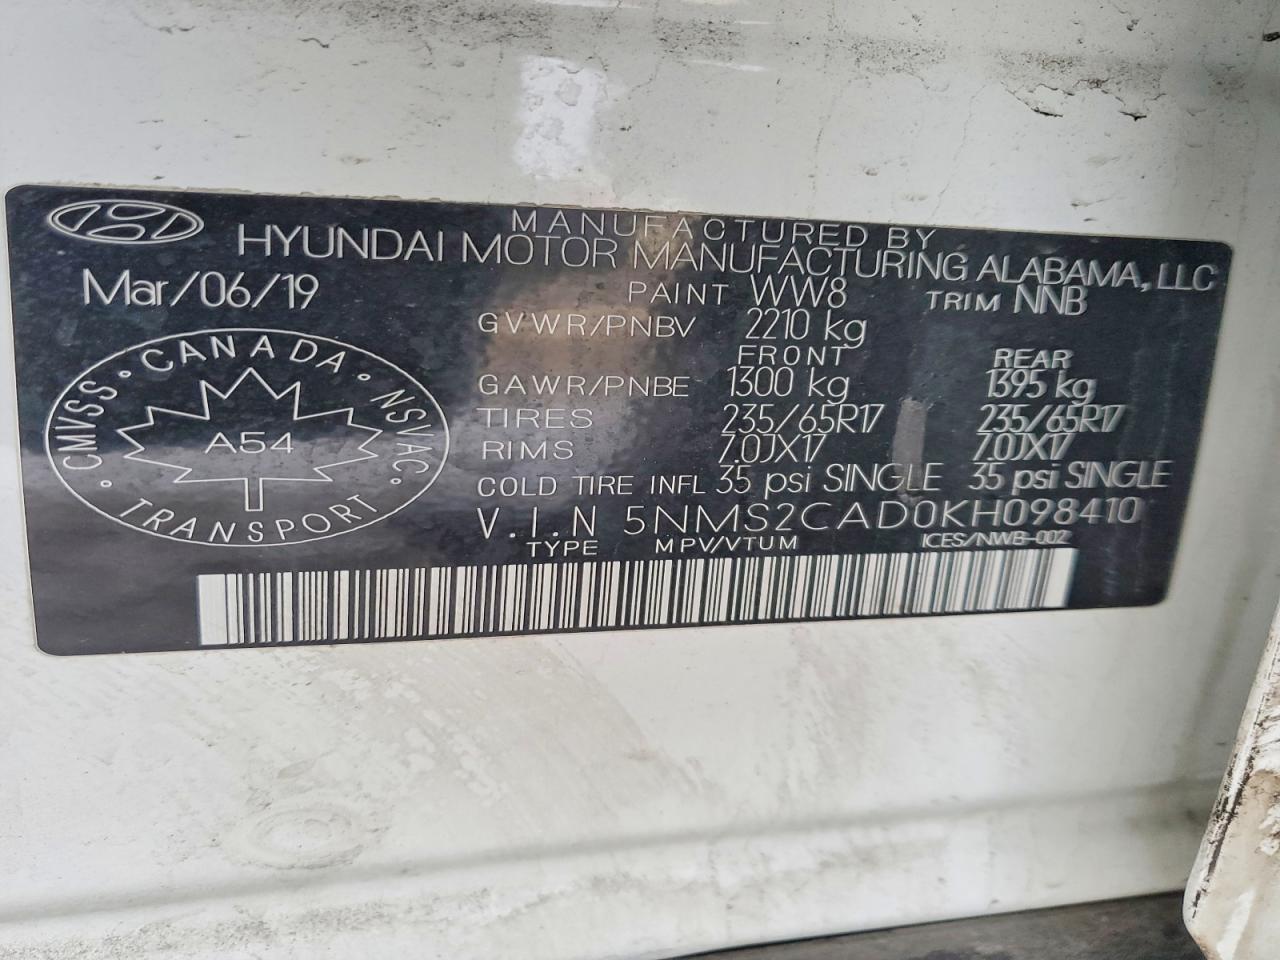 MANUFACTURED BY
HYUNDAI MOTOR MANUFACTURING ALABAMA, LLC
Mar/06/19
PAINT WW8 TRIM NNB
GVWR/PNBV 2210 kg
FRONT REAR
GAWR/PNBE 1300 kg 1395 kg
TIRES 235/65R17 235/65R17
RIMS 7.0JX17 7.0JX17
COLD TIRE INFL 35 psi SINGLE 35 psi SINGLE
V.I.N 5NMS2CAD0KH098410
TYPE MPV/VTUM ICES/NWB-002
CMVSS · CANADA · NSVAC · TRANSPORT ·
A54